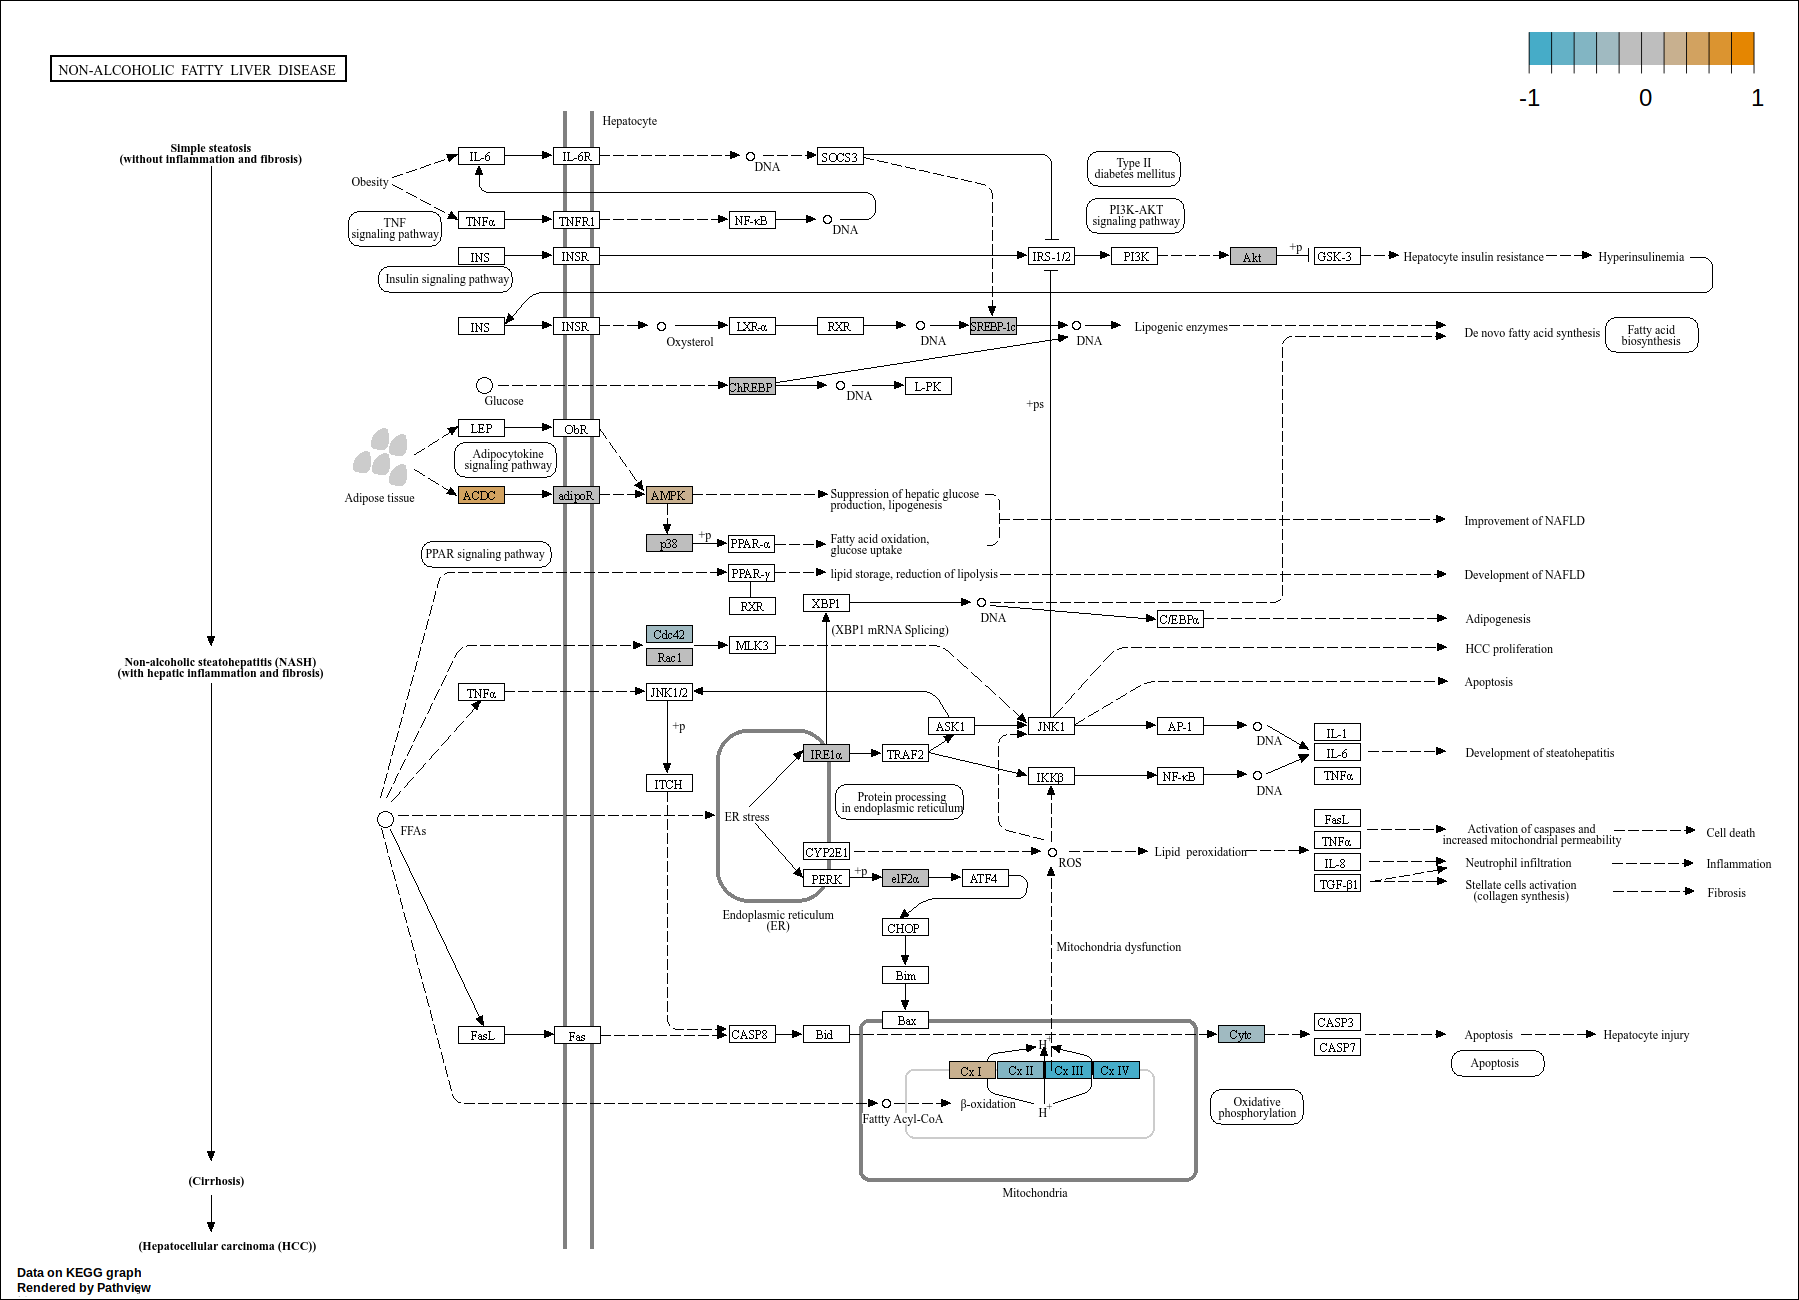 NON-ALCOHOLIC FATTY LIVER DISEASE
-1 0 1
Hepatocyte
Simple steatosis
(without inflammation and fibrosis)
Non-alcoholic steatohepatitis (NASH)
(with hepatic inflammation and fibrosis)
(Cirrhosis)
(Hepatocellular carcinoma (HCC))
Obesity
IL-6
IL-6R
DNA
SOCS3
Type II
diabetes mellitus
TNF
signaling pathway
TNFα
TNFR1
NF-κB
DNA
PI3K-AKT
signaling pathway
INS
INSR
IRS-1/2
PI3K
Akt
+p
GSK-3
Hepatocyte insulin resistance
Hyperinsulinemia
Insulin signaling pathway
INS
INSR
Oxysterol
LXR-α
RXR
DNA
SREBP-1c
DNA
Lipogenic enzymes
De novo fatty acid synthesis
Fatty acid
biosynthesis
Glucose
ChREBP
DNA
L-PK
+ps
LEP
ObR
Adipocytokine
signaling pathway
Adipose tissue
ACDC
adipoR
AMPK
Suppression of hepatic glucose
production, lipogenesis
Improvement of NAFLD
p38
+p
PPAR-α
Fatty acid oxidation,
glucose uptake
PPAR signaling pathway
PPAR-γ
lipid storage, reduction of lipolysis
Development of NAFLD
RXR
XBP1
DNA
C/EBPα
Adipogenesis
(XBP1 mRNA Splicing)
Cdc42
Rac1
MLK3
HCC proliferation
Apoptosis
TNFα
JNK1/2
+p
ITCH
ASK1
JNK1
AP-1
DNA
IRE1α
TRAF2
IKKβ
NF-κB
DNA
IL-1
IL-6
TNFα
Development of steatohepatitis
FFAs
ER stress
Protein processing
in endoplasmic reticulum
CYP2E1
ROS
Lipid peroxidation
FasL
TNFα
IL-8
TGF-β1
Activation of caspases and
increased mitochondrial permeability
Cell death
Neutrophil infiltration
Inflammation
Stellate cells activation
(collagen synthesis)
Fibrosis
PERK
+p
eIF2α
ATF4
Endoplasmic reticulum
(ER)
CHOP
Bim
Bax
Mitochondria dysfunction
FasL
Fas
CASP8
Bid
Cytc
CASP3
CASP7
Apoptosis
Hepatocyte injury
Apoptosis
H+
Cx I
Cx II
Cx III
Cx IV
Fattty Acyl-CoA
β-oxidation
H+
Oxidative
phosphorylation
Mitochondria
Data on KEGG graph
Rendered by Pathview